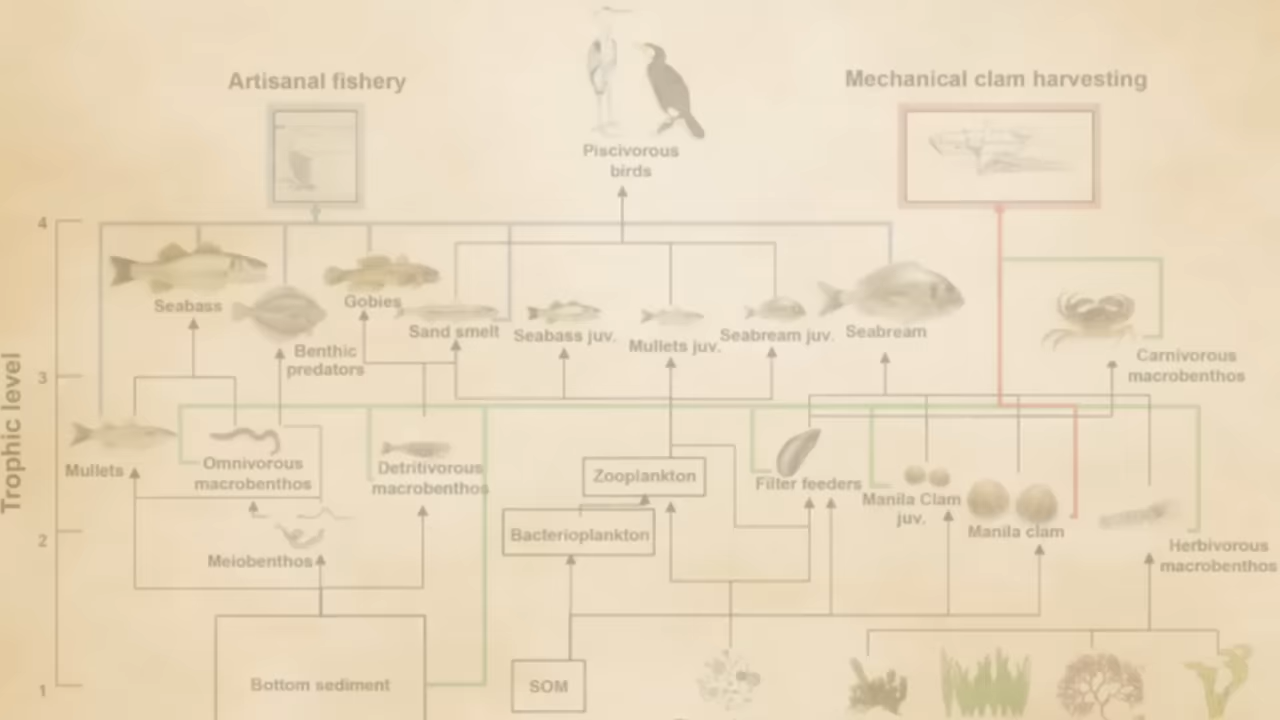 Artisanal fishery
Mechanical clam harvesting
Piscivorous
birds
Trophic level
4
3
2
1
Seabass
Gobies
Sand smelt
Seabass juv.
Mullets juv.
Seabream juv.
Seabream
Benthic
predators
Carnivorous
macrobenthos
Mullets
Omnivorous
macrobenthos
Detritivorous
macrobenthos
Zooplankton
Filter feeders
Manila Clam
juv.
Manila clam
Bacterioplankton
Meiobenthos
Herbivorous
macrobenthos
Bottom sediment
SOM